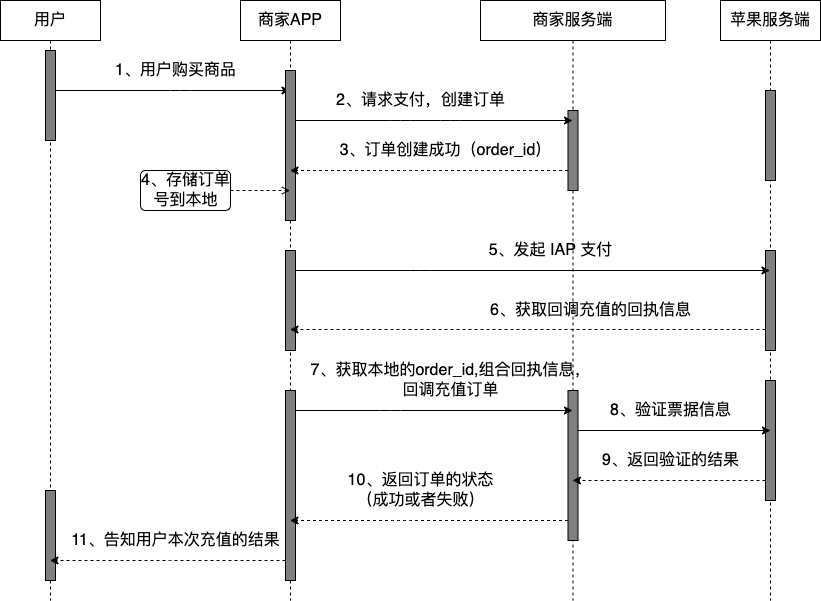 用户
商家APP
商家服务端
苹果服务端
1、用户购买商品
2、请求支付，创建订单
3、订单创建成功（order_id）
4、存储订单
号到本地
5、发起 IAP 支付
6、获取回调充值的回执信息
7、获取本地的order_id,组合回执信息，
回调充值订单
8、验证票据信息
9、返回验证的结果
10、返回订单的状态
（成功或者失败）
11、告知用户本次充值的结果